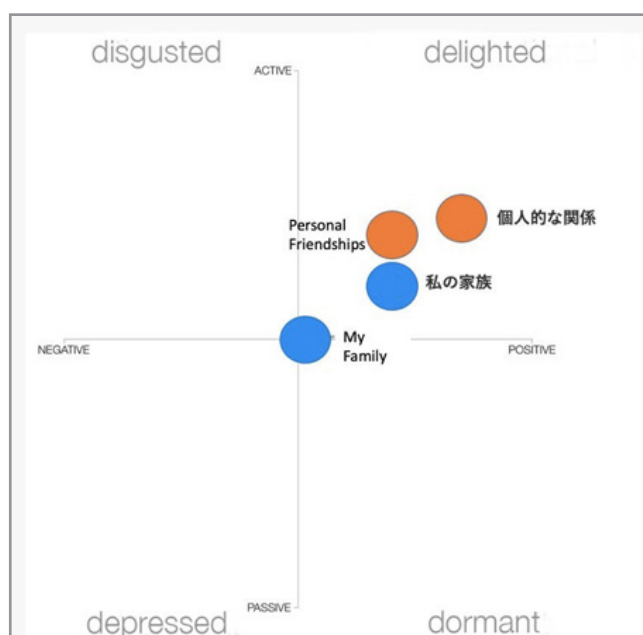 disgusted
delighted
ACTIVE
個人的な関係
Personal
Friendships
私の家族
My
Family
NEGATIVE
POSITIVE
PASSIVE
depressed
dormant